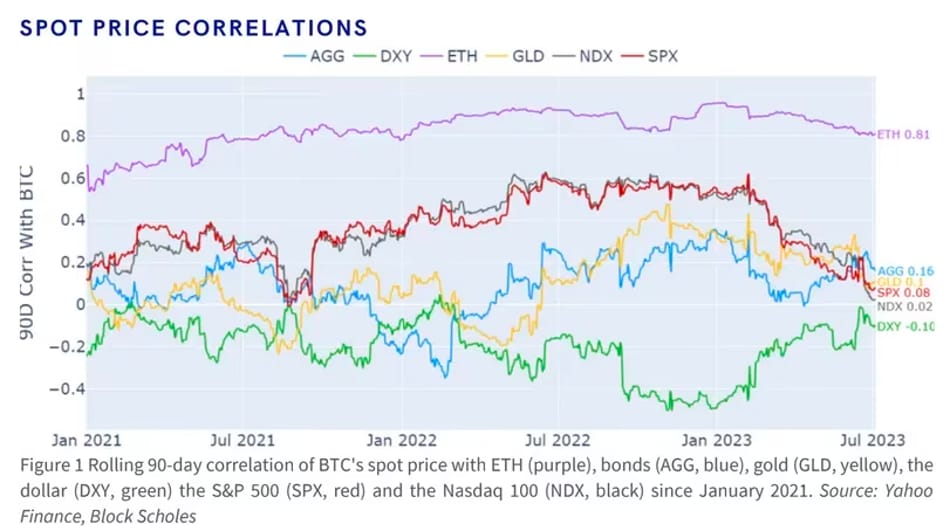 SPOT PRICE CORRELATIONS
AGG DXY ETH GLD NDX SPX
90D Corr With BTC
1
0.8
0.6
0.4
0.2
0
−0.2
−0.4
ETH 0.81
AGG 0.16
GLD 0.1
SPX 0.08
NDX 0.02
DXY -0.10
Jan 2021 Jul 2021 Jan 2022 Jul 2022 Jan 2023 Jul 2023
Figure 1 Rolling 90-day correlation of BTC's spot price with ETH (purple), bonds (AGG, blue), gold (GLD, yellow), the
dollar (DXY, green) the S&P 500 (SPX, red) and the Nasdaq 100 (NDX, black) since January 2021. Source: Yahoo
Finance, Block Scholes